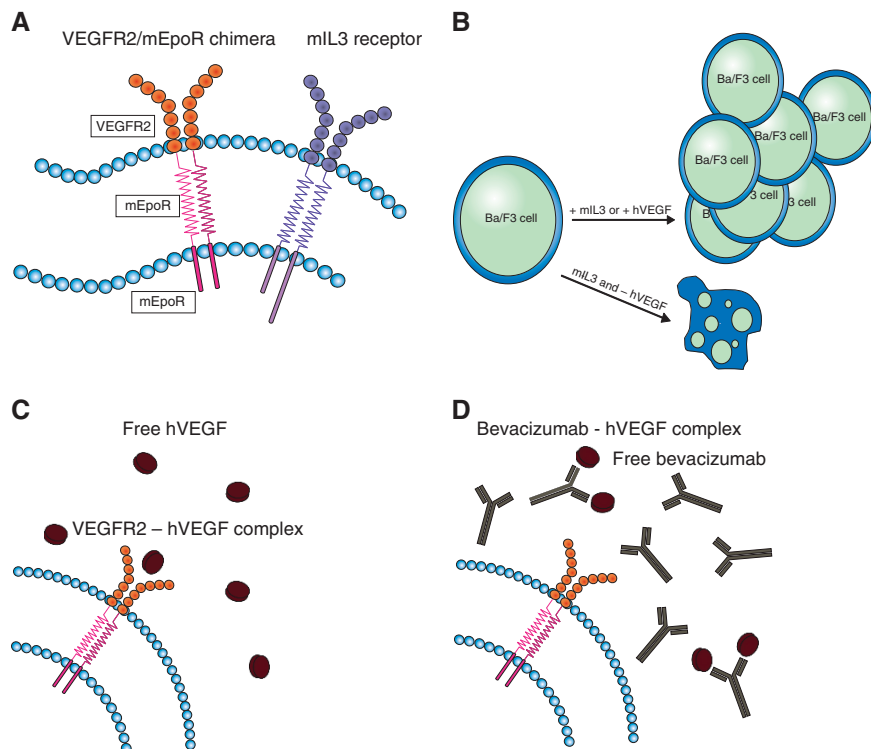 A
VEGFR2/mEpoR chimera
mIL3 receptor
VEGFR2
mEpoR
mEpoR
B
Ba/F3 cell
Ba/F3 cell
Ba/F3 cell
Ba/F3 cell
Ba/F3 cell
3 cell
B
Ba/F3 cell
+ mIL3 or + hVEGF
mIL3 and – hVEGF
C
Free hVEGF
VEGFR2 – hVEGF complex
D
Bevacizumab - hVEGF complex
Free bevacizumab